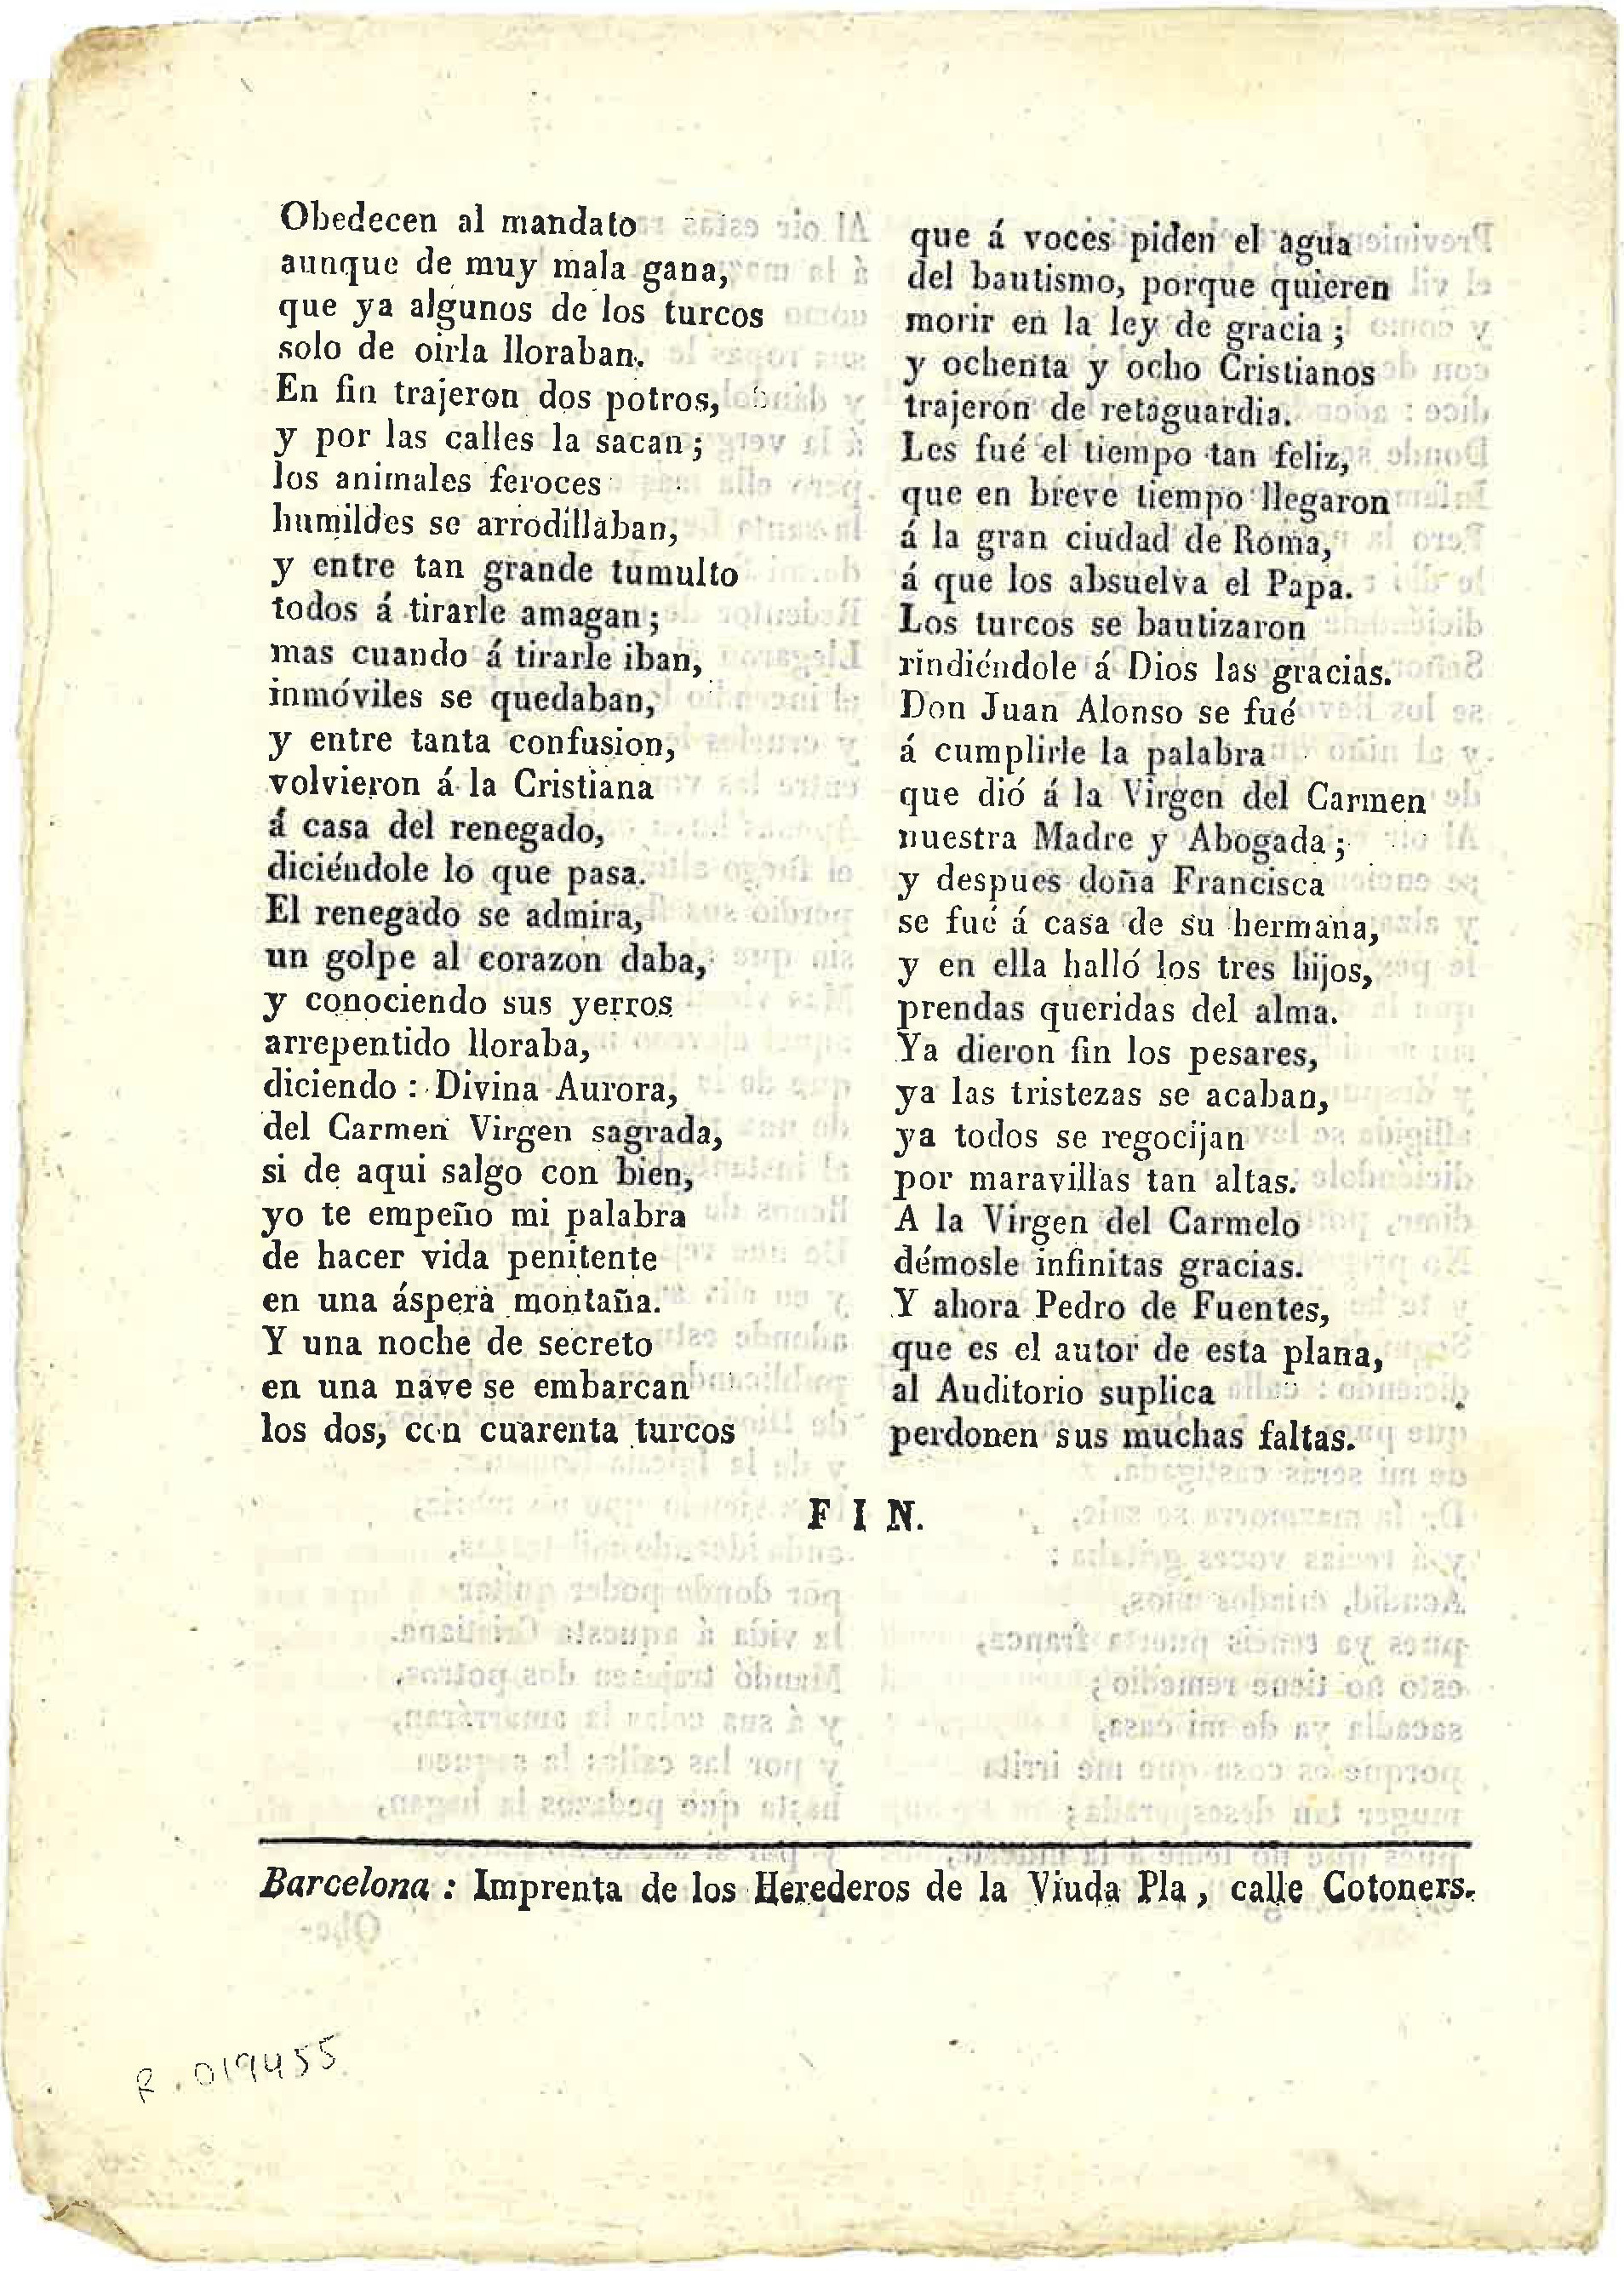 Obedecen al mandato
aunque de muy mala gana,
que ya algunos de los turcos
solo de oirla lloraban.
En fin trajeron dos potros,
y por las calles la sacan;
los animales feroces
humildes se arrodillaban,
y entre tan grande tumulto
todos á tirarle amagan;
mas cuando á tirarle iban,
inmóviles se quedaban,
y entre tanta confusion,
volvieron á la Cristiana
á casa del renegado,
diciéndole lo que pasa.
El renegado se admira,
un golpe al corazon daba,
y conociendo sus yerros
arrepentido lloraba,
diciendo : Divina Aurora,
del Carmen Virgen sagrada,
si de aqui salgo con bien,
yo te empeño mi palabra
de hacer vida penitente
en una áspera montaña.
Y una noche de secreto
en una nave se embarcan
los dos, con cuarenta turcos
que á voces piden el agua
del bautismo, porque quieren
morir en la ley de gracia ;
y ochenta y ocho Cristianos
trajeron de retaguardia.
Les fué el tiempo tan feliz,
que en breve tiempo llegaron
á la gran ciudad de Roma,
á que los absuelva el Papa.
Los turcos se bautizaron
rindiéndole á Dios las gracias.
Don Juan Alonso se fué
á cumplirle la palabra
que dió á la Virgen del Carmen
nuestra Madre y Abogada ;
y despues doña Francisca
se fué á casa de su hermana,
y en ella halló los tres hijos,
prendas queridas del alma.
Ya dieron fin los pesares,
ya las tristezas se acaban,
ya todos se regocijan
por maravillas tan altas.
A la Virgen del Carmelo
démosle infinitas gracias.
Y ahora Pedro de Fuentes,
que es el autor de esta plana,
al Auditorio suplica
perdonen sus muchas faltas.
FIN.
Barcelona : Imprenta de los Herederos de la Viuda Pla , calle Cotoners.
R. 019455